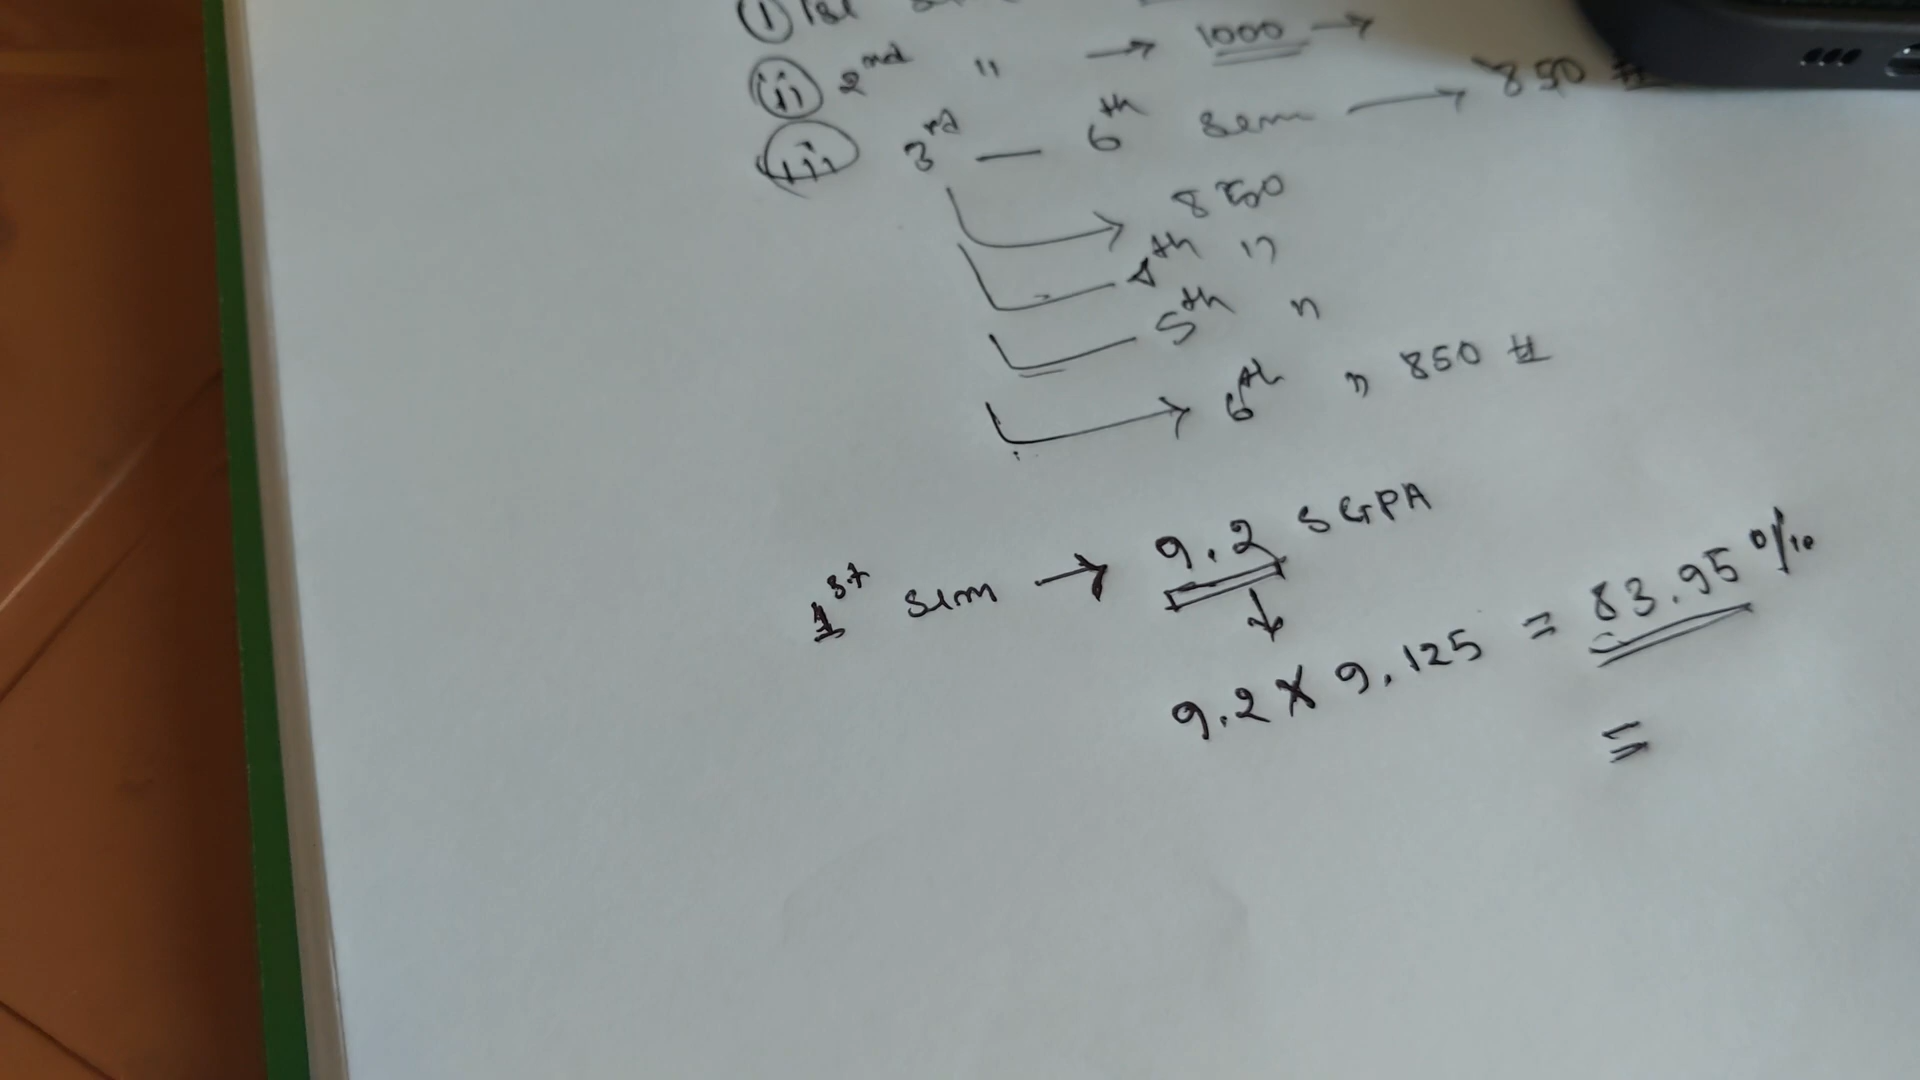 (i) 1st
(ii) 2nd " → 1000 →
(iii) 3rd — 6th sem → 850
850
4th "
5th "
6th " 850
1st sem → 9.2 SGPA
↓
9.2 × 9.125 = 83.95 %
=